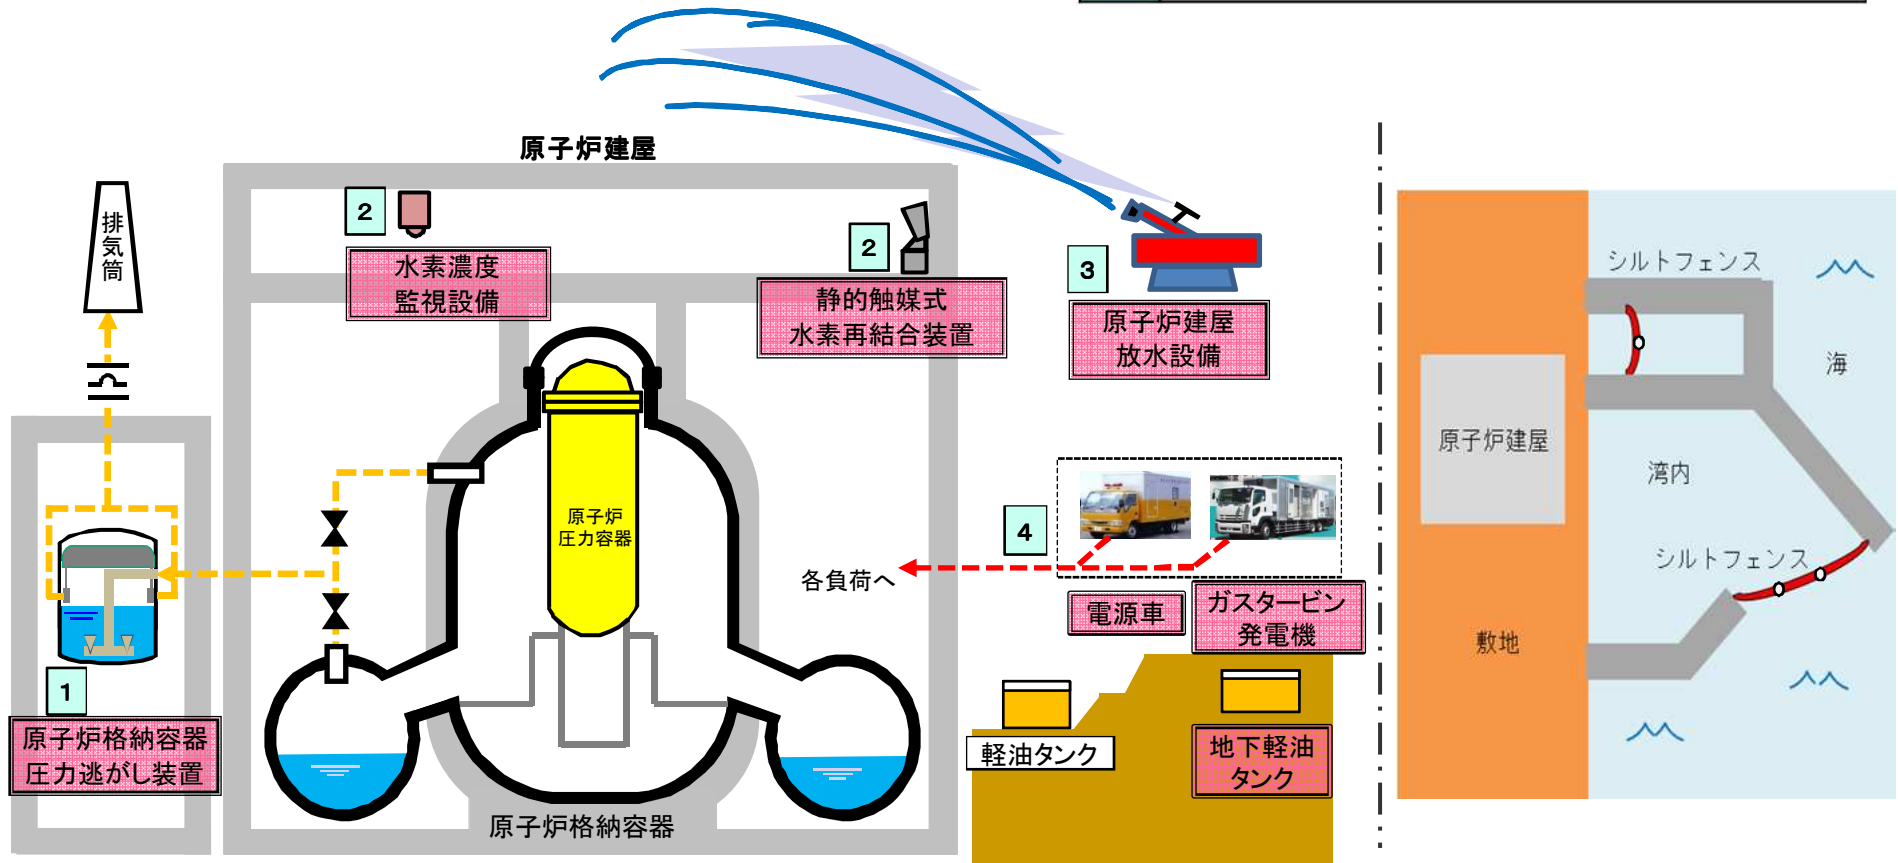 原子炉建屋
排気筒
2
水素濃度
監視設備
2
静的触媒式
水素再結合装置
3
原子炉建屋
放水設備
原子炉
圧力容器
4
各負荷へ
電源車
ガスタービン
発電機
1
原子炉格納容器
圧力逃がし装置
原子炉格納容器
軽油タンク
地下軽油
タンク
シルトフェンス
海
原子炉建屋
湾内
シルトフェンス
敷地